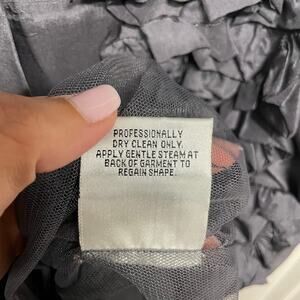 PROFESSIONALLY
DRY CLEAN ONLY.
APPLY GENTLE STEAM AT
BACK OF GARMENT TO
REGAIN SHAPE.